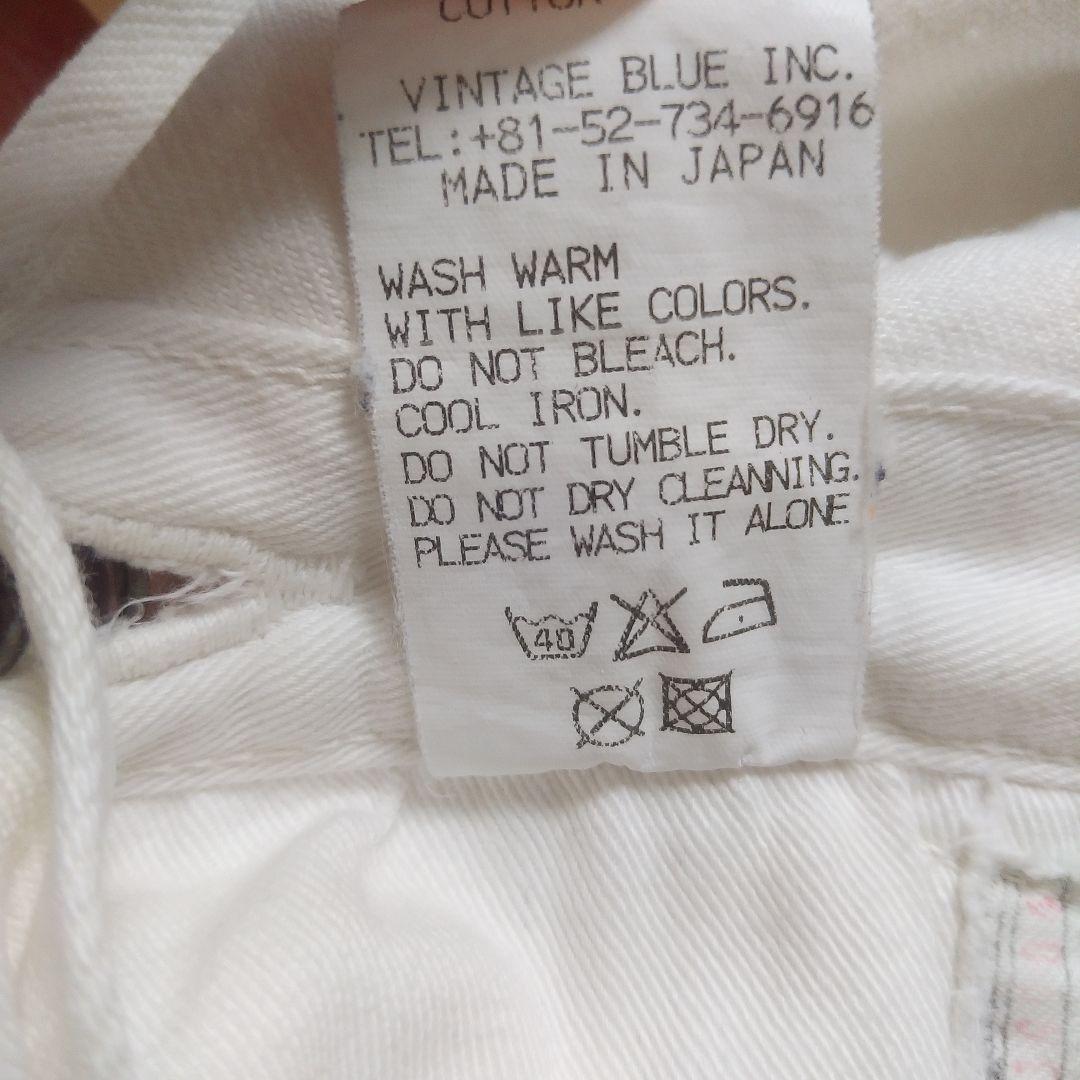 COTTON
VINTAGE BLUE INC.
TEL:+81-52-734-6916
MADE IN JAPAN
WASH WARM
WITH LIKE COLORS.
DO NOT BLEACH.
COOL IRON.
DO NOT TUMBLE DRY.
DO NOT DRY CLEANNING.
PLEASE WASH IT ALONE
40